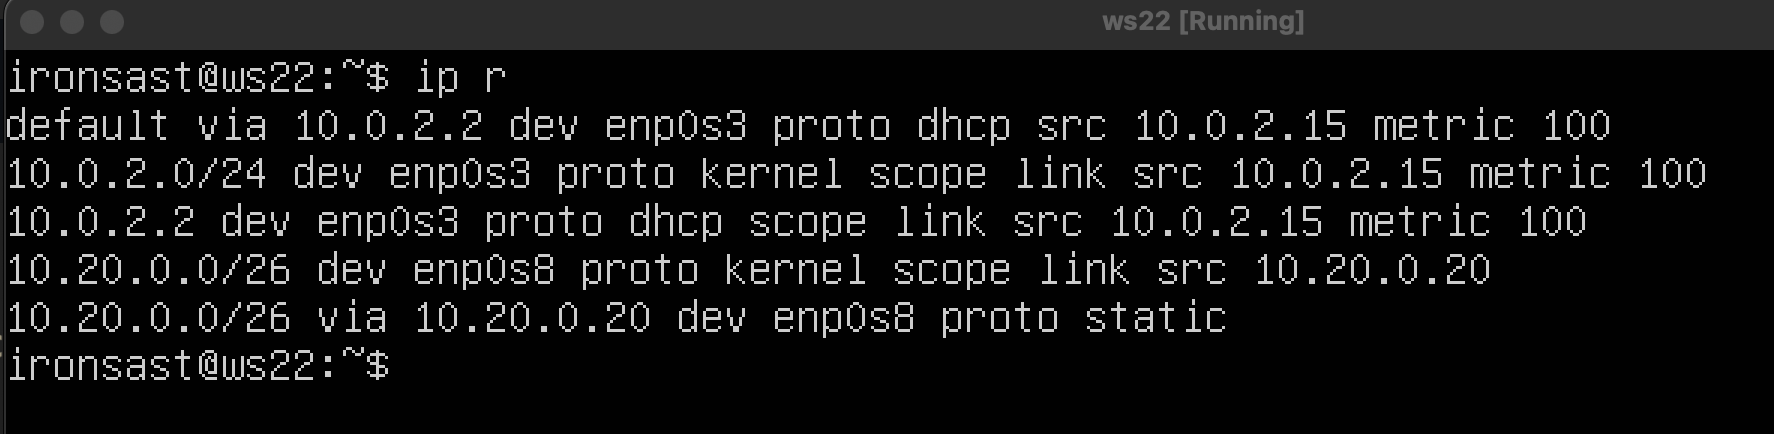 ws22 [Running]
ironsast@ws22:~$ ip r
default via 10.0.2.2 dev enp0s3 proto dhcp src 10.0.2.15 metric 100
10.0.2.0/24 dev enp0s3 proto kernel scope link src 10.0.2.15 metric 100
10.0.2.2 dev enp0s3 proto dhcp scope link src 10.0.2.15 metric 100
10.20.0.0/26 dev enp0s8 proto kernel scope link src 10.20.0.20
10.20.0.0/26 via 10.20.0.20 dev enp0s8 proto static
ironsast@ws22:~$